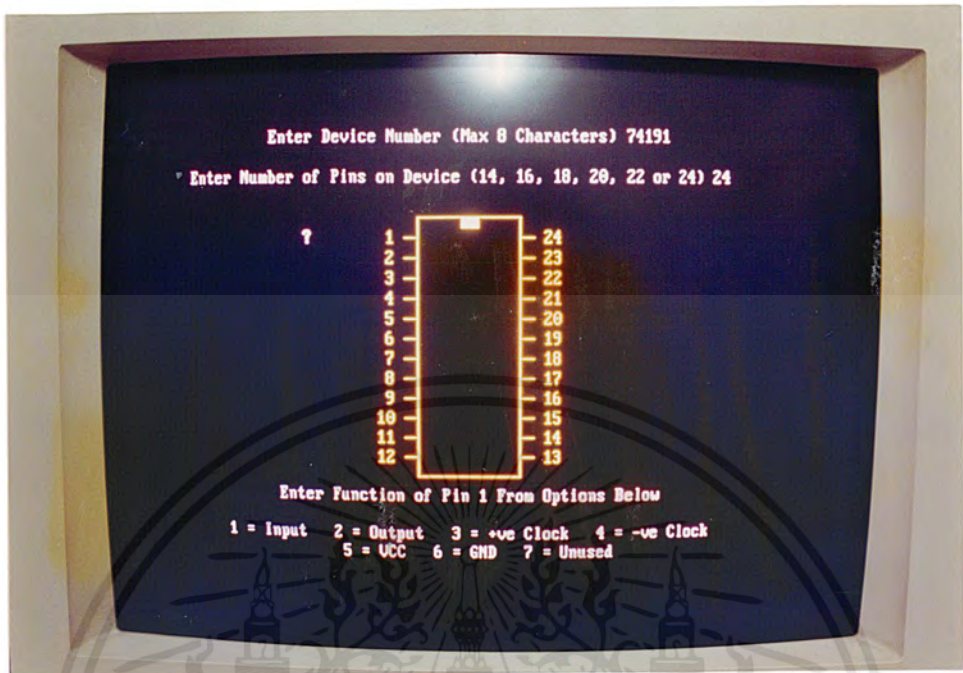 Enter Device Number (Max 8 Characters) 74191
Enter Number of Pins on Device (14, 16, 18, 20, 22 or 24) 24
? 1 24
2 23
3 22
4 21
5 20
6 19
7 18
8 17
9 16
10 15
11 14
12 13
Enter Function of Pin 1 From Options Below
1 = Input 2 = Output 3 = +ve Clock 4 = -ve Clock
5 = VCC 6 = GND 7 = Unused